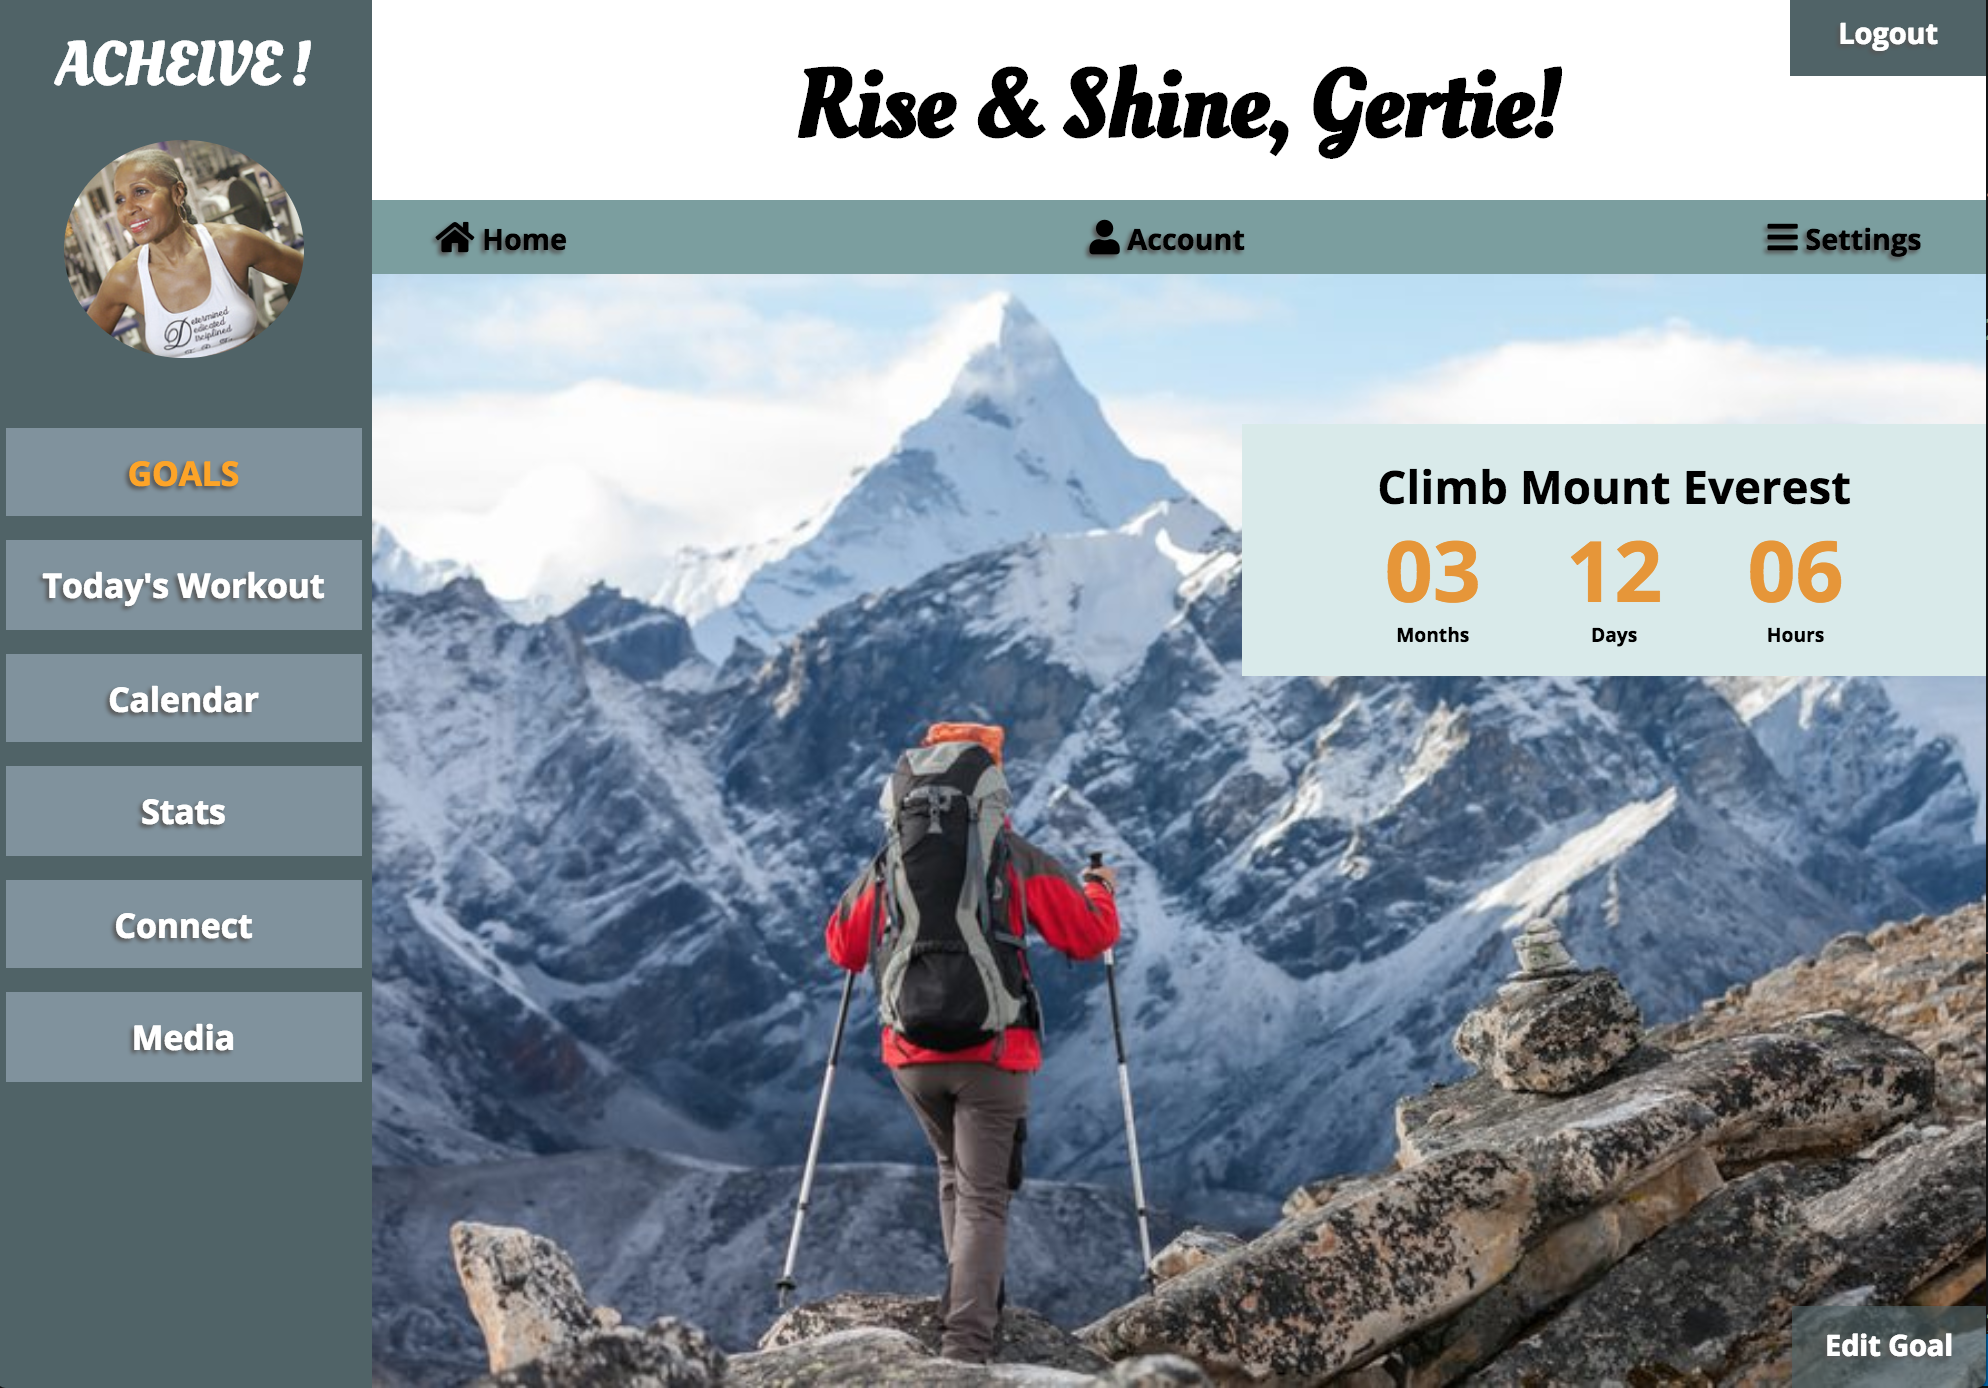 ACHEIVE !
Determined
Dedicated
Disciplined
GOALS
Today's Workout
Calendar
Stats
Connect
Media
Logout
Rise & Shine, Gertie!
Home
Account
Settings
Climb Mount Everest
03 12 06
Months Days Hours
Edit Goal